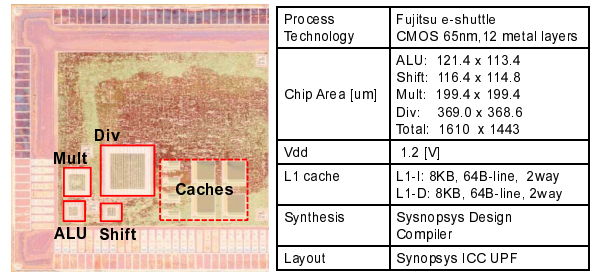 Div
Mult
Caches
ALU Shift
Process Technology
Fujitsu e-shuttle
CMOS 65nm,12 metal layers
Chip Area [um]
ALU: 121.4 x 113.4
Shift: 116.4 x 114.8
Mult: 199.4 x 199.4
Div: 369.0 x 368.6
Total: 1610 x 1443
Vdd
1.2 [V]
L1 cache
L1-I: 8KB, 64B-line, 2way
L1-D: 8KB, 64B-line, 2way
Synthesis
Sysnopsys Design
Compiler
Layout
Synopsys ICC UPF